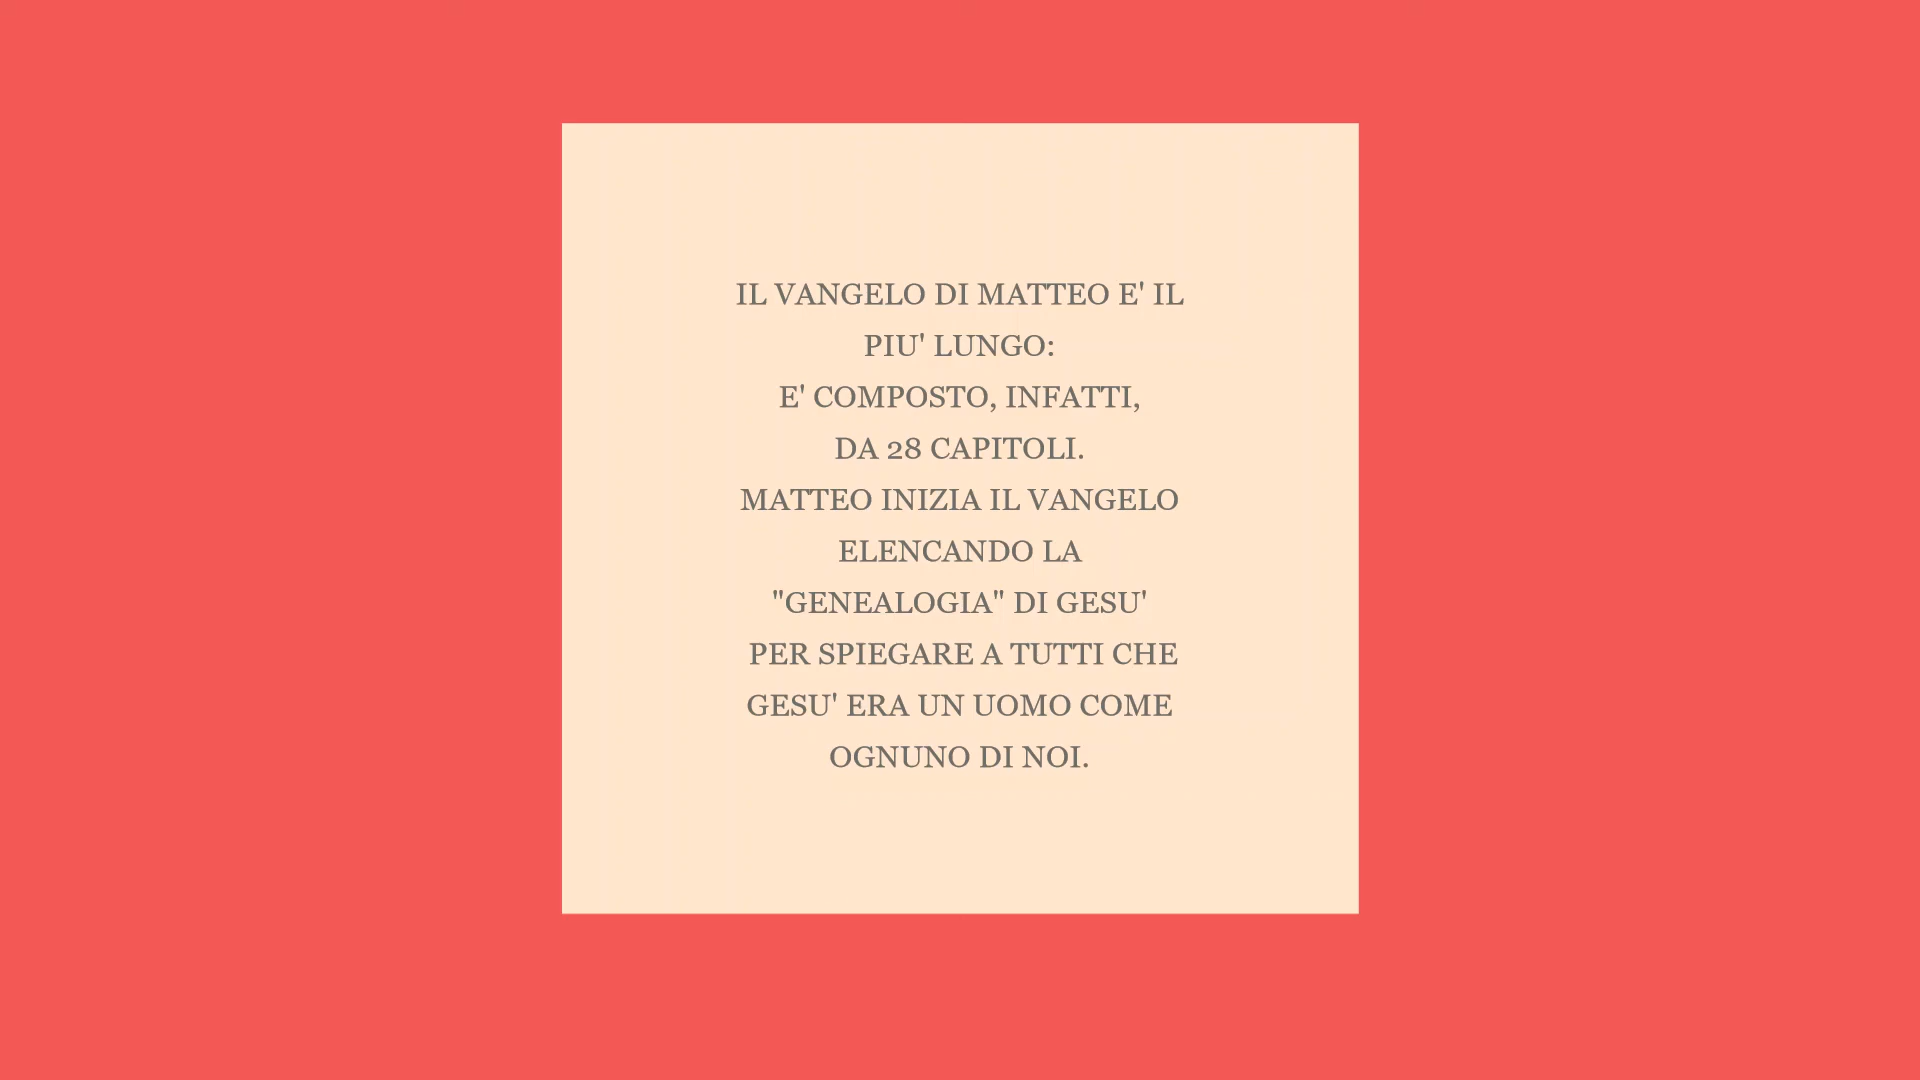 IL VANGELO DI MATTEO E' IL
PIU' LUNGO:
E' COMPOSTO, INFATTI,
DA 28 CAPITOLI.
MATTEO INIZIA IL VANGELO
ELENCANDO LA
"GENEALOGIA" DI GESU'
PER SPIEGARE A TUTTI CHE
GESU' ERA UN UOMO COME
OGNUNO DI NOI.